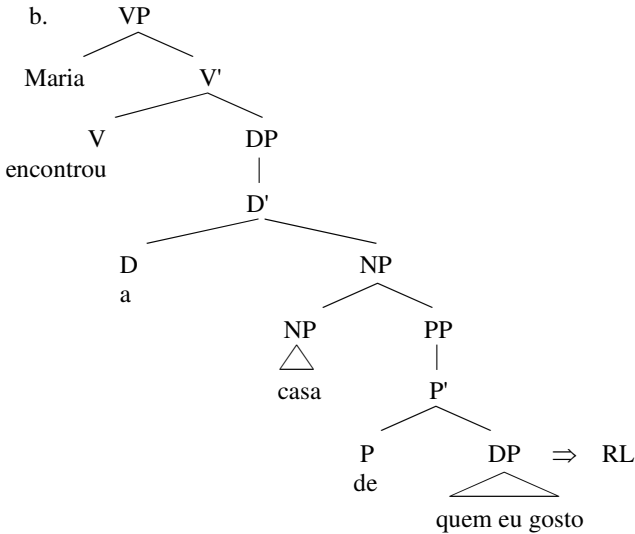 b. VP
Maria V'
V DP
encontrou
D'
D NP
a
NP PP
casa
P'
P DP ⇒ RL
de
quem eu gosto